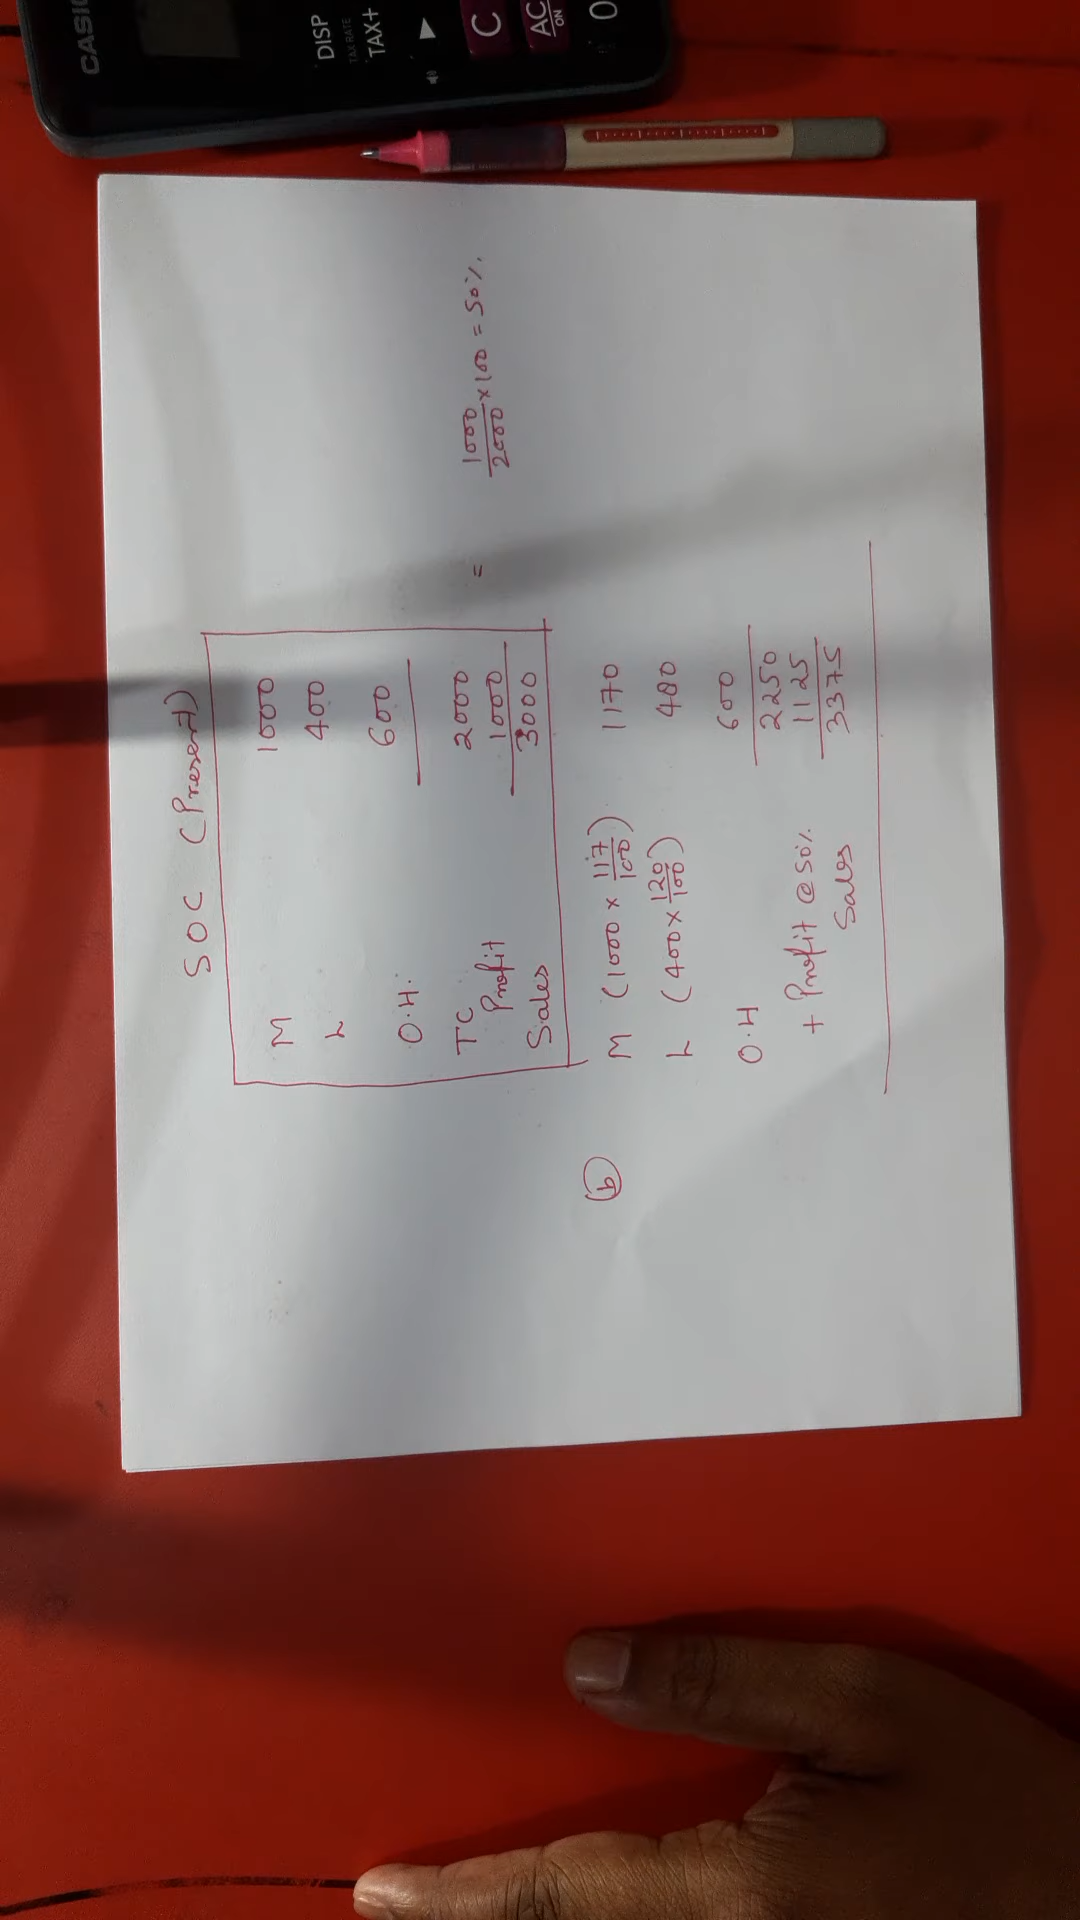 CASIO
DISP
TAX RATE
TAX+
C
AC
ON
0
SOC (Present)
M 1000
L 400
O.H. 600
TC 2000 = 1000/2000 × 100 = 50%
Profit 1000
Sales 3000
(b) M (1000 × 117/100) 1170
L (400 × 120/100) 480
O.H 600
2250
+ Profit @ 50% 1125
Sales 3375